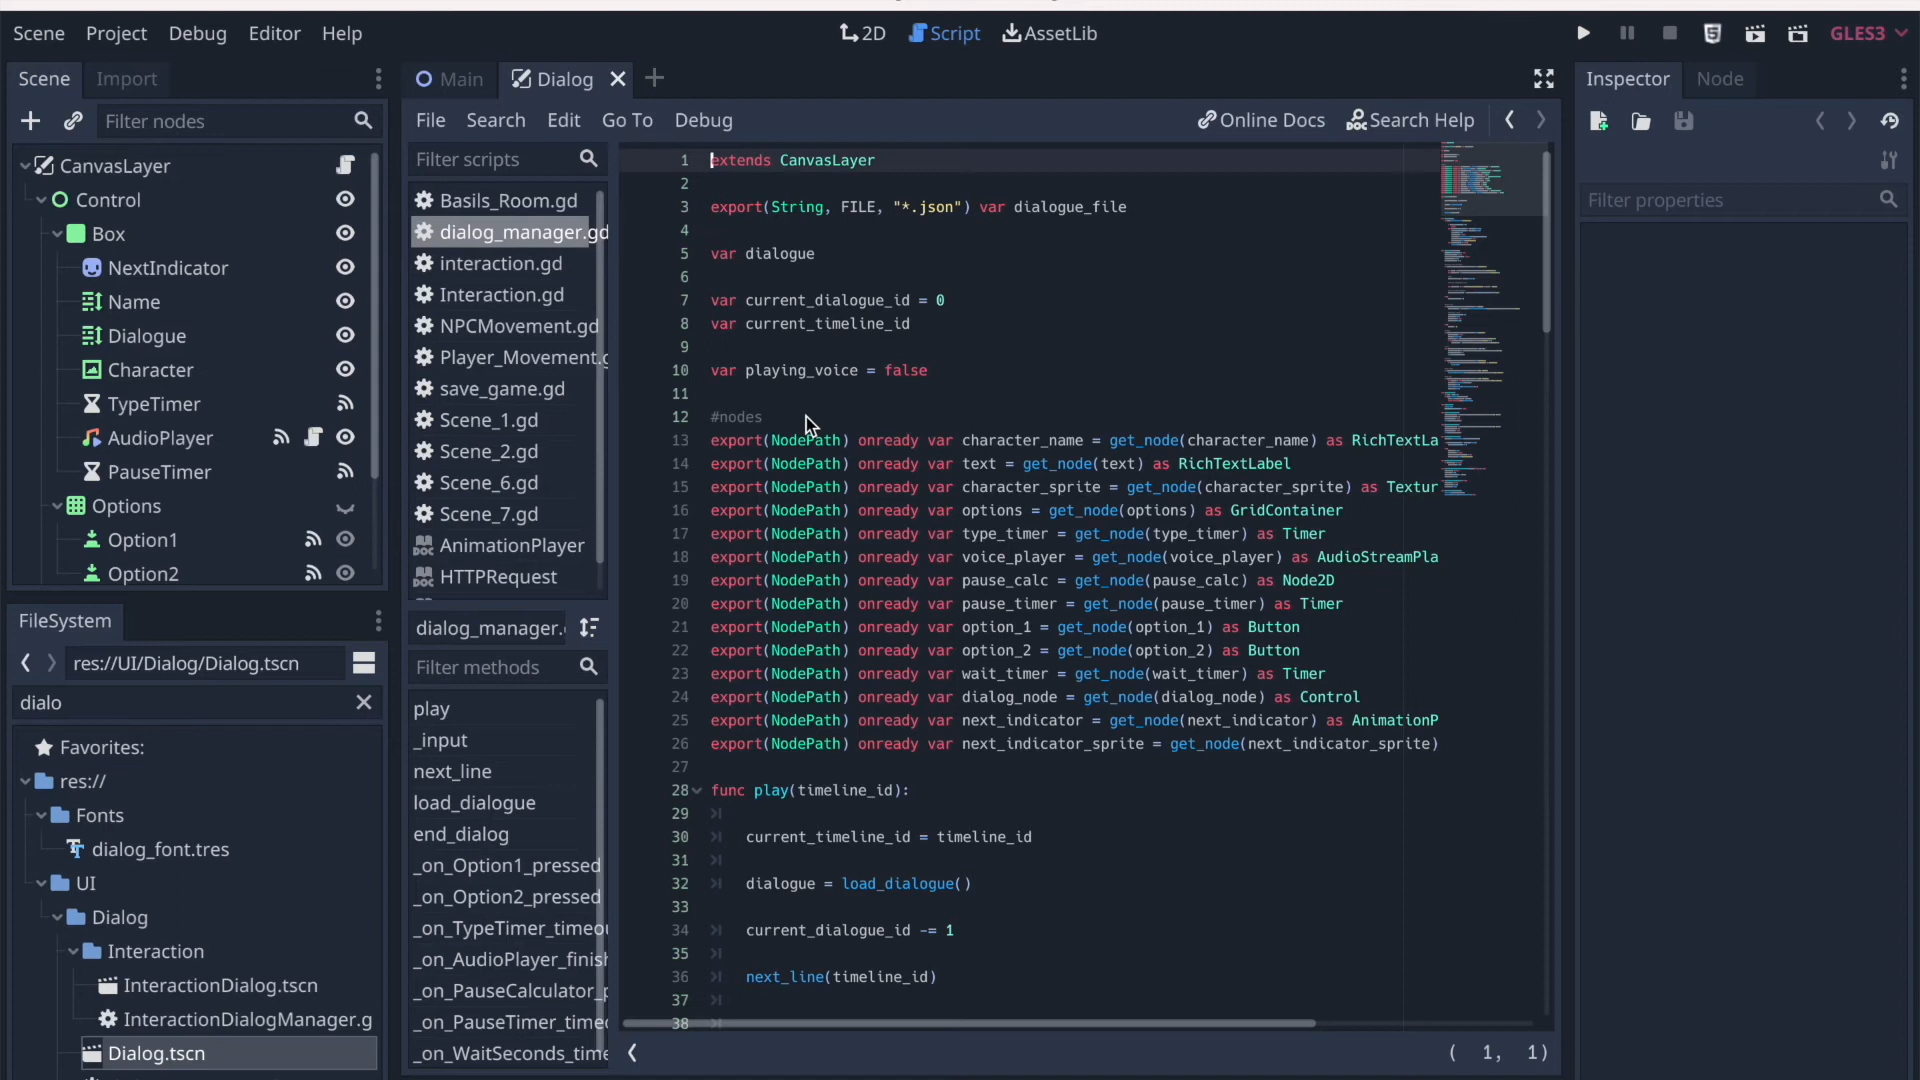 Scene Project Debug Editor Help
2D Script AssetLib
GLES3
Scene Import
Filter nodes
CanvasLayer
Control
Box
NextIndicator
Name
Dialogue
Character
TypeTimer
AudioPlayer
PauseTimer
Options
Option1
Option2
FileSystem
res://UI/Dialog/Dialog.tscn
dialo
Favorites:
res://
Fonts
dialog_font.tres
UI
Dialog
Interaction
InteractionDialog.tscn
InteractionDialogManager.g
Dialog.tscn
Main Dialog
File Search Edit Go To Debug
Online Docs Search Help
Filter scripts
Basils_Room.gd
dialog_manager.gd
interaction.gd
Interaction.gd
NPCMovement.gd
Player_Movement.g
save_game.gd
Scene_1.gd
Scene_2.gd
Scene_6.gd
Scene_7.gd
DOC AnimationPlayer
DOC HTTPRequest
dialog_manager.
Filter methods
play
_input
next_line
load_dialogue
end_dialog
_on_Option1_pressed
_on_Option2_pressed
_on_TypeTimer_timeou
_on_AudioPlayer_finish
_on_PauseCalculator_p
_on_PauseTimer_timeo
_on_WaitSeconds_time
1 extends CanvasLayer
2
3 export(String, FILE, "*.json") var dialogue_file
4
5 var dialogue
6
7 var current_dialogue_id = 0
8 var current_timeline_id
9
10 var playing_voice = false
11
12 #nodes
13 export(NodePath) onready var character_name = get_node(character_name) as RichTextLa
14 export(NodePath) onready var text = get_node(text) as RichTextLabel
15 export(NodePath) onready var character_sprite = get_node(character_sprite) as Textur
16 export(NodePath) onready var options = get_node(options) as GridContainer
17 export(NodePath) onready var type_timer = get_node(type_timer) as Timer
18 export(NodePath) onready var voice_player = get_node(voice_player) as AudioStreamPla
19 export(NodePath) onready var pause_calc = get_node(pause_calc) as Node2D
20 export(NodePath) onready var pause_timer = get_node(pause_timer) as Timer
21 export(NodePath) onready var option_1 = get_node(option_1) as Button
22 export(NodePath) onready var option_2 = get_node(option_2) as Button
23 export(NodePath) onready var wait_timer = get_node(wait_timer) as Timer
24 export(NodePath) onready var dialog_node = get_node(dialog_node) as Control
25 export(NodePath) onready var next_indicator = get_node(next_indicator) as AnimationP
26 export(NodePath) onready var next_indicator_sprite = get_node(next_indicator_sprite)
27
28 func play(timeline_id):
29
30 current_timeline_id = timeline_id
31
32 dialogue = load_dialogue()
33
34 current_dialogue_id -= 1
35
36 next_line(timeline_id)
37
38
( 1, 1)
Inspector Node
Filter properties